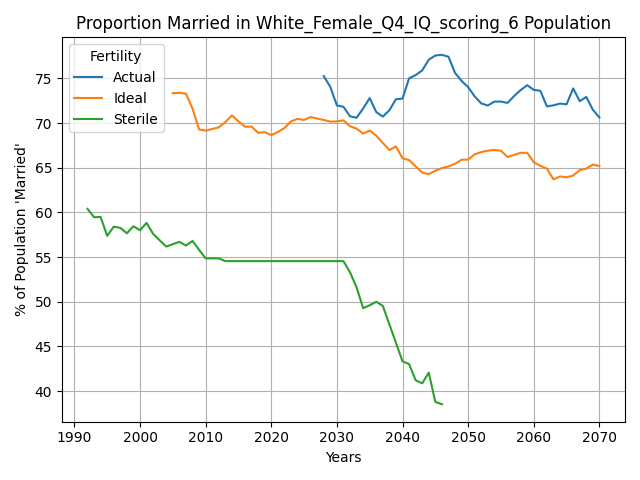 Proportion Married in White_Female_Q4_IQ_scoring_6 Population
Fertility
Actual
Ideal
Sterile
% of Population 'Married'
75
70
65
60
55
50
45
40
1990 2000 2010 2020 2030 2040 2050 2060 2070
Years